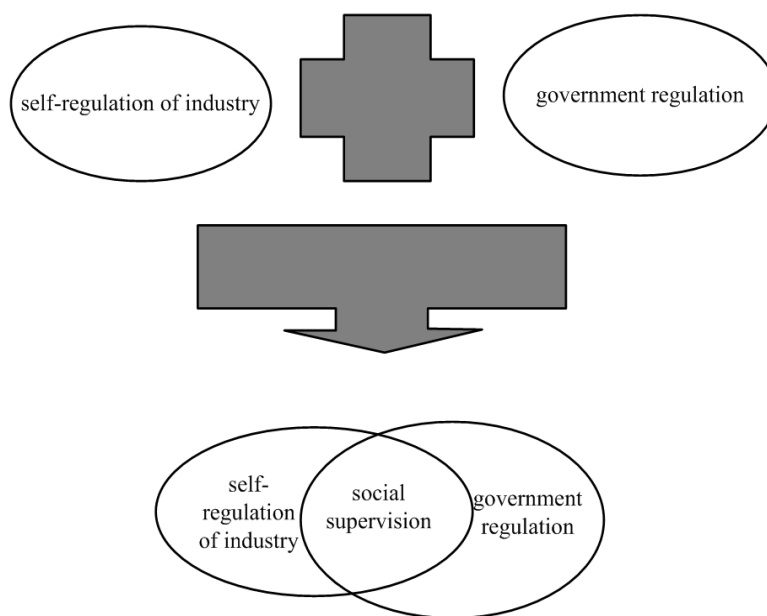 self-regulation of industry
government regulation
self-
regulation
of industry
social
supervision
government
regulation